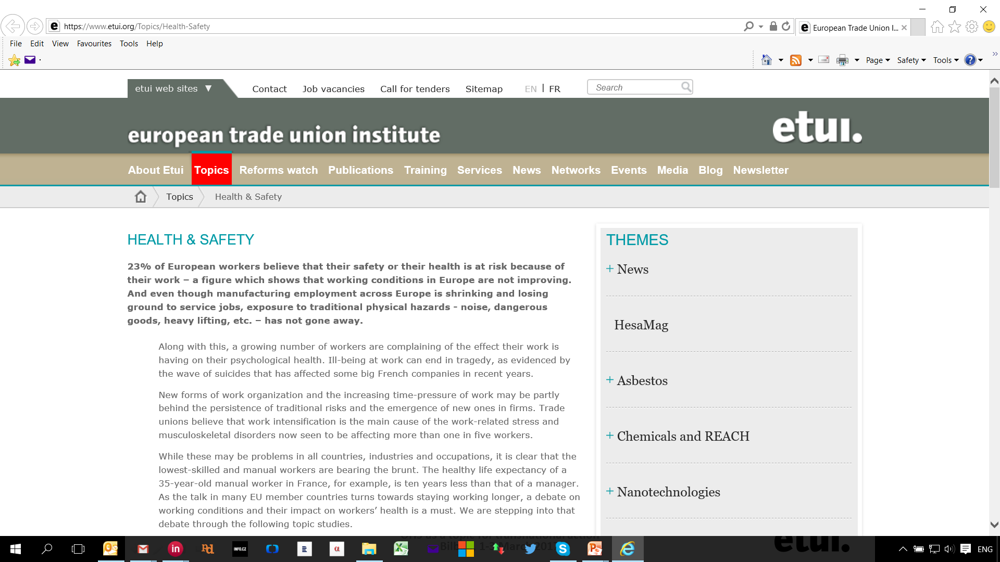 https://www.etui.org/Topics/Health-Safety
European Trade Union I...
File Edit View Favourites Tools Help
Page Safety Tools
etui web sites ▼ Contact Job vacancies Call for tenders Sitemap EN | FR Search
european trade union institute
etui.
About Etui Topics Reforms watch Publications Training Services News Networks Events Media Blog Newsletter
Topics Health & Safety
HEALTH & SAFETY
23% of European workers believe that their safety or their health is at risk because of
their work – a figure which shows that working conditions in Europe are not improving.
And even though manufacturing employment across Europe is shrinking and losing
ground to service jobs, exposure to traditional physical hazards - noise, dangerous
goods, heavy lifting, etc. – has not gone away.
Along with this, a growing number of workers are complaining of the effect their work is
having on their psychological health. Ill-being at work can end in tragedy, as evidenced by
the wave of suicides that has affected some big French companies in recent years.
New forms of work organization and the increasing time-pressure of work may be partly
behind the persistence of traditional risks and the emergence of new ones in firms. Trade
unions believe that work intensification is the main cause of the work-related stress and
musculoskeletal disorders now seen to be affecting more than one in five workers.
While these may be problems in all countries, industries and occupations, it is clear that the
lowest-skilled and manual workers are bearing the brunt. The healthy life expectancy of a
35-year-old manual worker in France, for example, is ten years less than that of a manager.
As the talk in many EU member countries turns towards staying working longer, a debate on
working conditions and their impact on workers’ health is a must. We are stepping into that
debate through the following topic studies.
THEMES
+ News
HesaMag
+ Asbestos
+ Chemicals and REACH
+ Nanotechnologies
etui.
in
INFO.CZ
ENG